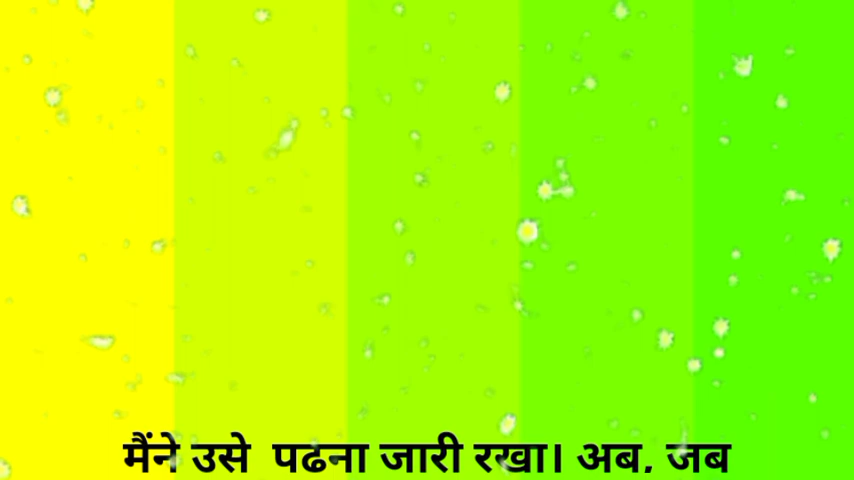 मैंने उसे पढना जारी रखा। अब, जब